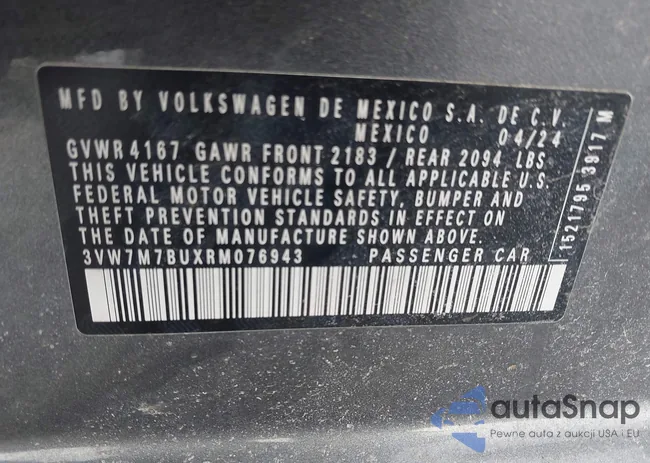 MFD BY VOLKSWAGEN DE MEXICO S.A. DE C.V.
MEXICO 04/24
GVWR 4167 GAWR FRONT 2183 / REAR 2094 LBS
THIS VEHICLE CONFORMS TO ALL APPLICABLE U.S.
FEDERAL MOTOR VEHICLE SAFETY, BUMPER AND
THEFT PREVENTION STANDARDS IN EFFECT ON
THE DATE OF MANUFACTURE SHOWN ABOVE.
3VW7M7BUXRM076943 PASSENGER CAR
1521795 3917 M
autaSnap
Pewne auta z aukcji USA i EU